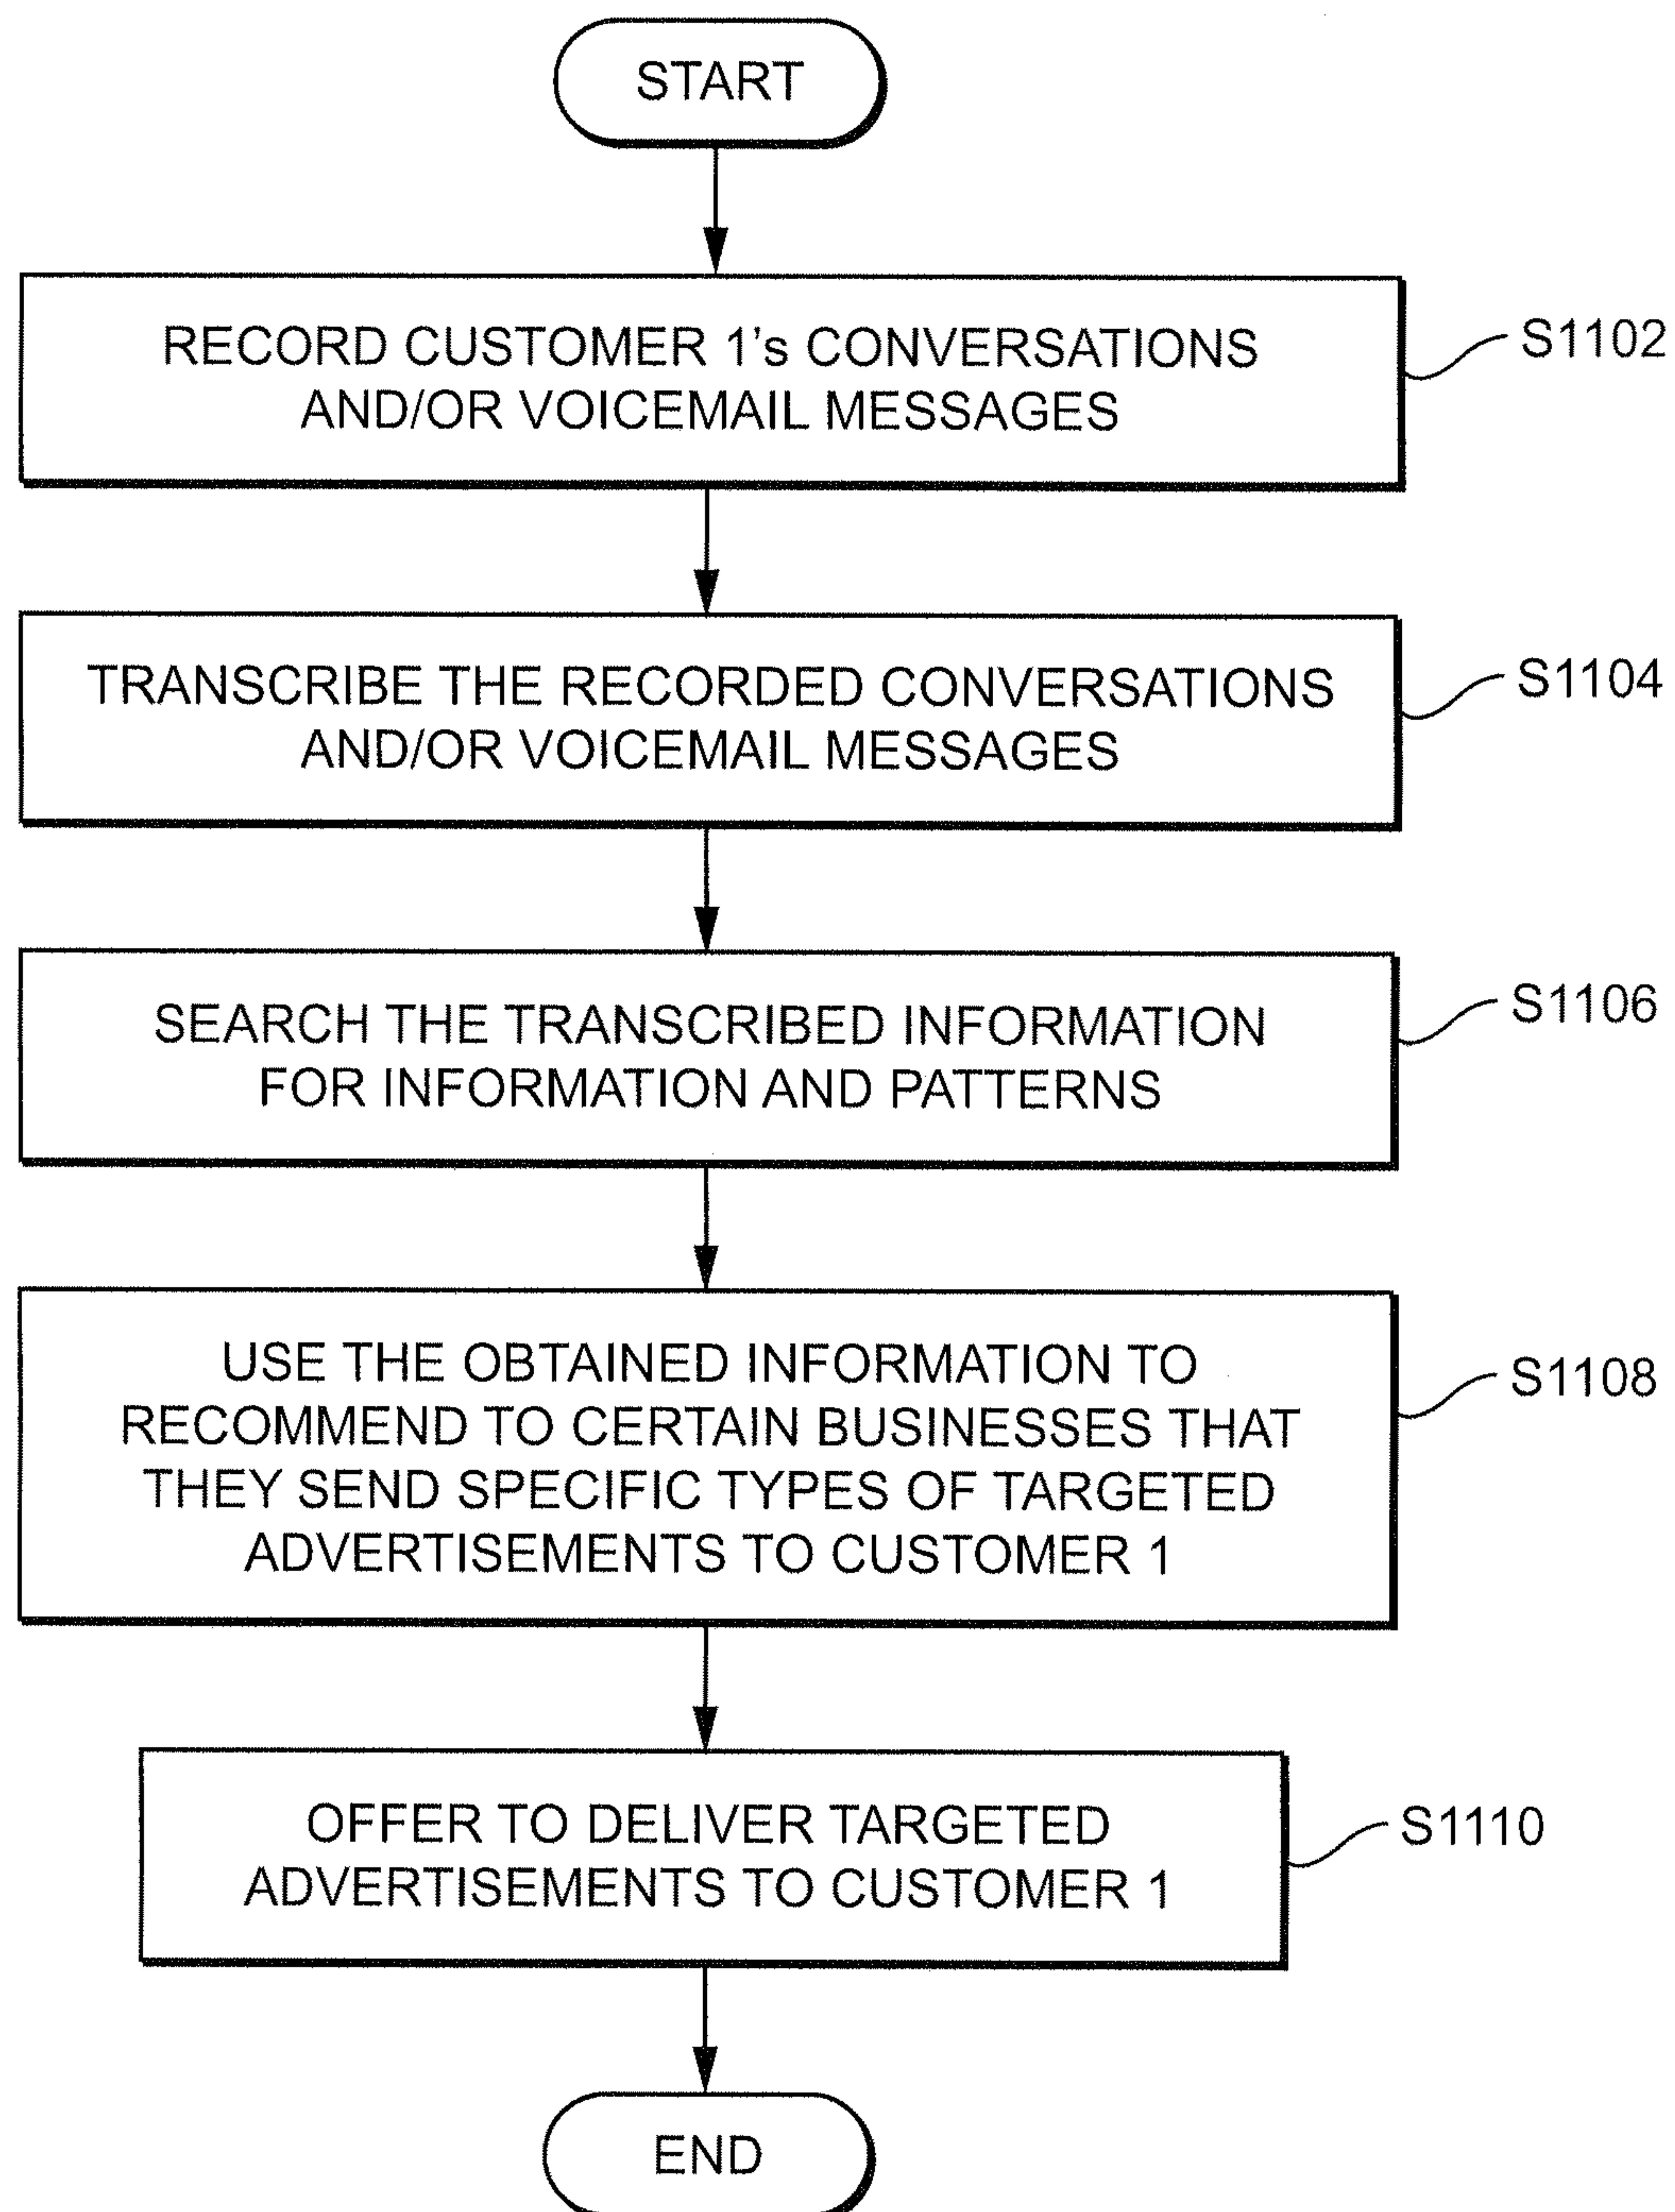 START
RECORD CUSTOMER 1's CONVERSATIONS
AND/OR VOICEMAIL MESSAGES
S1102
TRANSCRIBE THE RECORDED CONVERSATIONS
AND/OR VOICEMAIL MESSAGES
S1104
SEARCH THE TRANSCRIBED INFORMATION
FOR INFORMATION AND PATTERNS
S1106
USE THE OBTAINED INFORMATION TO
RECOMMEND TO CERTAIN BUSINESSES THAT
THEY SEND SPECIFIC TYPES OF TARGETED
ADVERTISEMENTS TO CUSTOMER 1
S1108
OFFER TO DELIVER TARGETED
ADVERTISEMENTS TO CUSTOMER 1
S1110
END